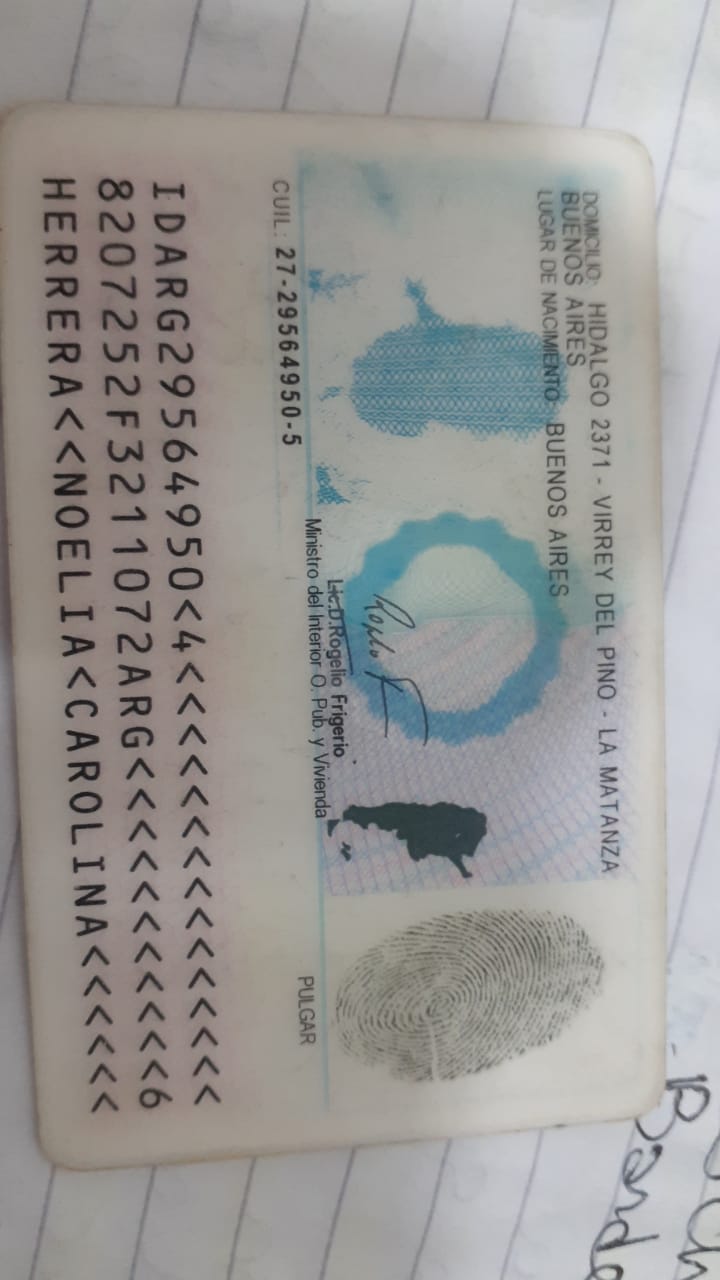 DOMICILIO: HIDALGO 2371 - VIRREY DEL PINO - LA MATANZA
BUENOS AIRES
LUGAR DE NACIMIENTO: BUENOS AIRES
Lic.D.Rogelio Frigerio
Ministro del Interior O. Pub. y Vivienda
CUIL: 27-29564950-5
PULGAR
IDARG29564950<4<<<<<<<<<<<<<<<
8207252F3211072ARG<<<<<<<<<<<6
HERRERA<<NOELIA<CAROLINA<<<<<<